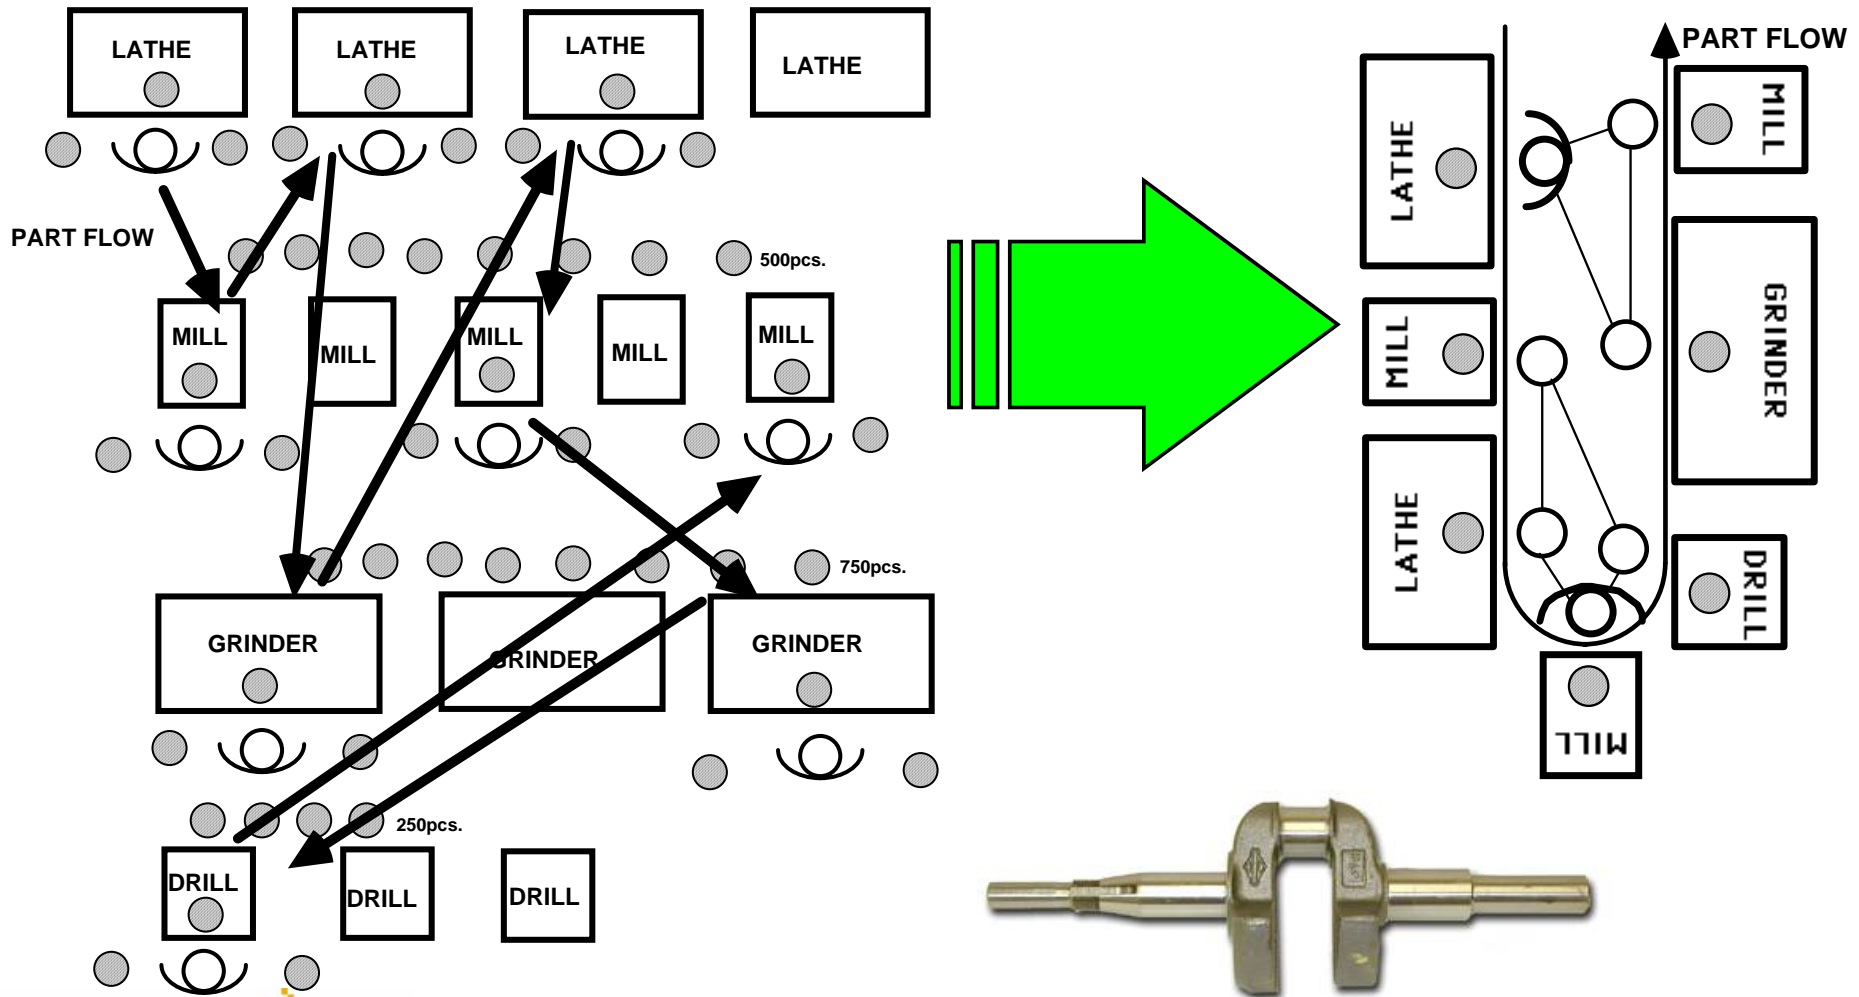 LATHE
LATHE
LATHE
LATHE
PART FLOW
500pcs.
MILL
MILL
MILL
MILL
MILL
750pcs.
GRINDER
GRINDER
GRINDER
250pcs.
DRILL
DRILL
DRILL
PART FLOW
LATHE
MILL
MILL
GRINDER
LATHE
DRILL
MILL